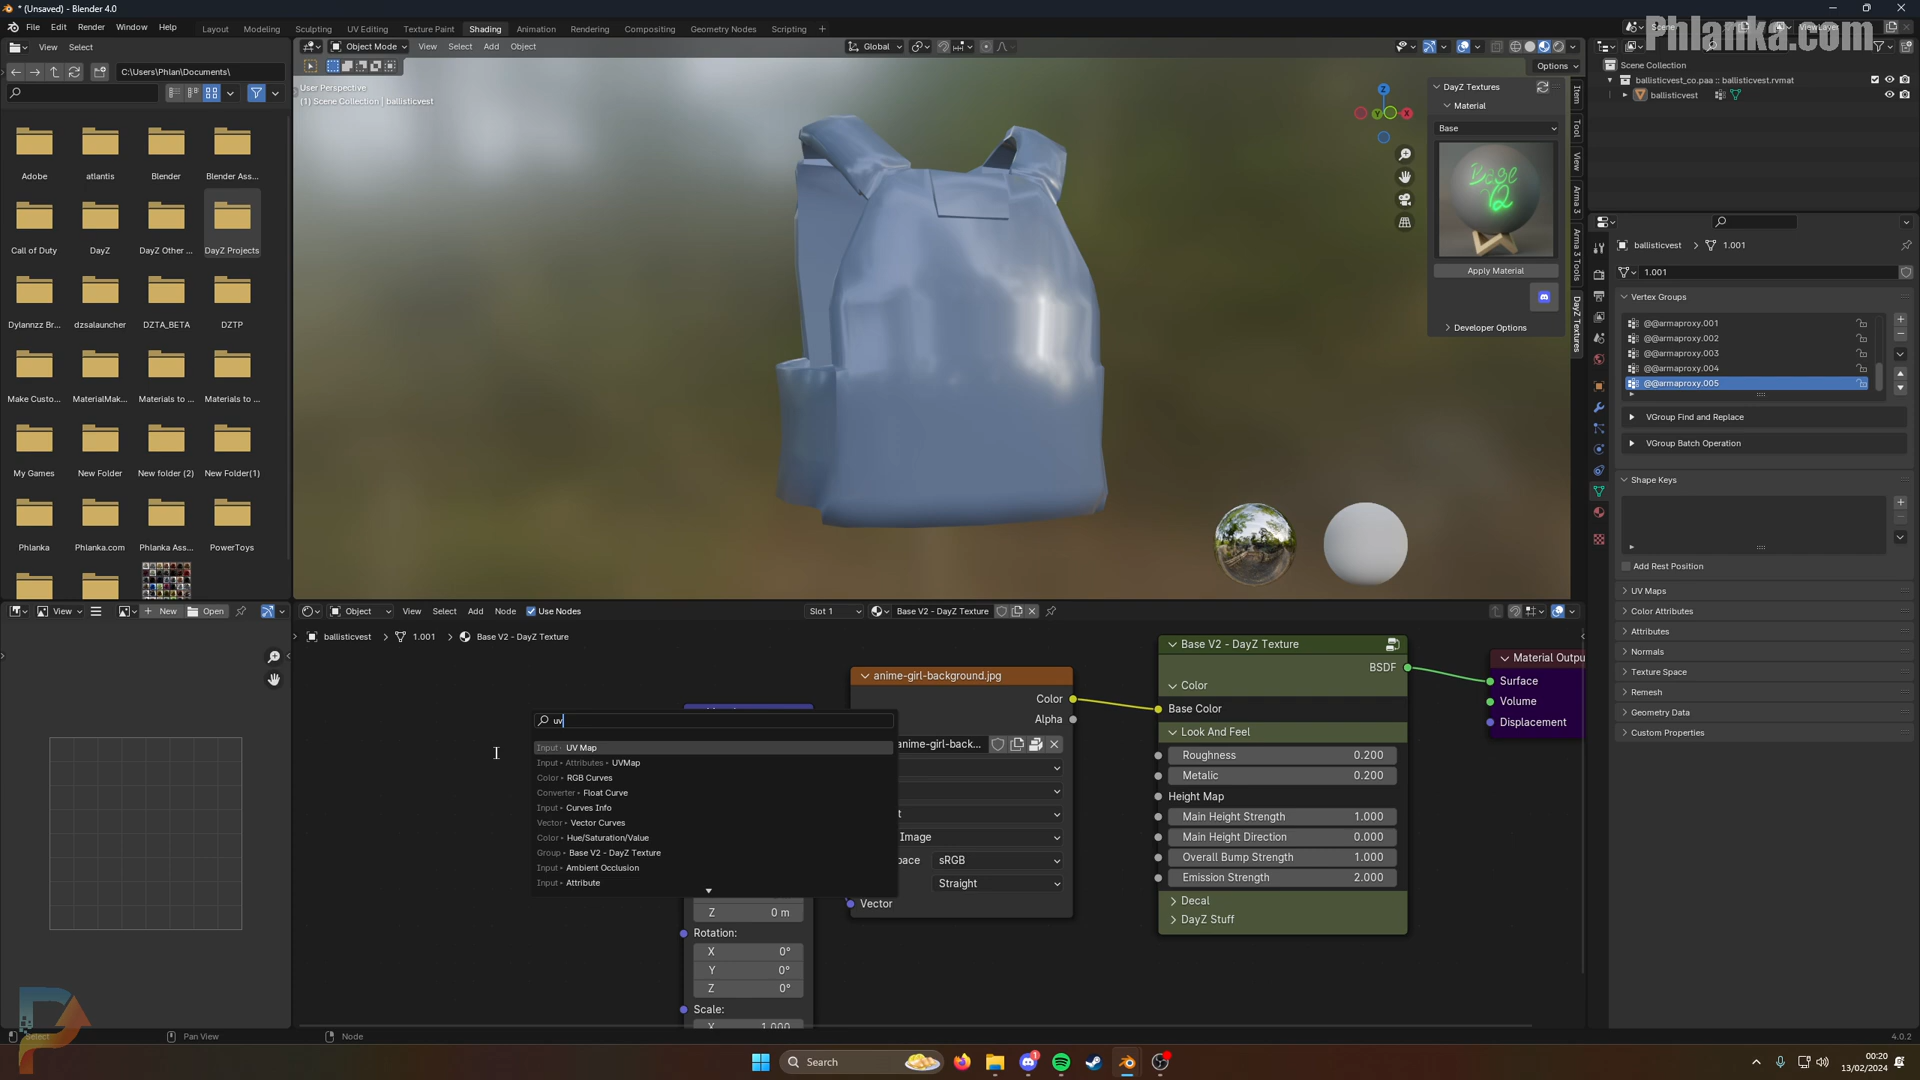 * (Unsaved) - Blender 4.0
File Edit Render Window Help
Layout Modeling Sculpting UV Editing Texture Paint Shading Animation Rendering Compositing Geometry Nodes Scripting +
Phlanka.com
View Select
Object Mode View Select Add Object
Global
Options
C:\Users\Phlan\Documents\
User Perspective
(1) Scene Collection | ballisticvest
Adobe atlantis Blender Blender Ass...
Call of Duty DayZ DayZ Other ... DayZ Projects
Dylannzz Br... dzsalauncher DZTA_BETA DZTP
Make Custo... MaterialMak... Materials to ... Materials to ...
My Games New Folder New folder (2) New Folder(1)
Phlanka Phlanka.com Phlanka Ass... PowerToys
Z
Y
X
DayZ Textures
Material
Base
Base
Apply Material
Developer Options
Item
Tool
View
Arma 3
Arma 3 Tools
DayZ Textures
Scene Collection
ballisticvest_co.paa :: ballisticvest.rvmat
ballisticvest
ballisticvest > 1.001
1.001
Vertex Groups
@@armaproxy.001
@@armaproxy.002
@@armaproxy.003
@@armaproxy.004
@@armaproxy.005
VGroup Find and Replace
VGroup Batch Operation
Shape Keys
Add Rest Position
UV Maps
Color Attributes
Attributes
Normals
Texture Space
Remesh
Geometry Data
Custom Properties
View New Open
Object View Select Add Node Use Nodes
Slot 1
Base V2 - DayZ Texture
ballisticvest > 1.001 > Base V2 - DayZ Texture
uv
Input UV Map
Input Attributes UVMap
Color RGB Curves
Converter Float Curve
Input Curves Info
Vector Vector Curves
Color Hue/Saturation/Value
Group Base V2 - DayZ Texture
Input Ambient Occlusion
Input Attribute
Z 0 m
Rotation:
X 0°
Y 0°
Z 0°
Scale:
X 1.000
anime-girl-background.jpg
Color
Alpha
anime-girl-back...
Image
sRGB
Straight
Vector
Base V2 - DayZ Texture
BSDF
Color
Base Color
Look And Feel
Roughness 0.200
Metalic 0.200
Height Map
Main Height Strength 1.000
Main Height Direction 0.000
Overall Bump Strength 1.000
Emission Strength 2.000
Decal
DayZ Stuff
Material Outpu
Surface
Volume
Displacement
Select Pan View Node
4.0.2
Search
00:20
13/02/2024